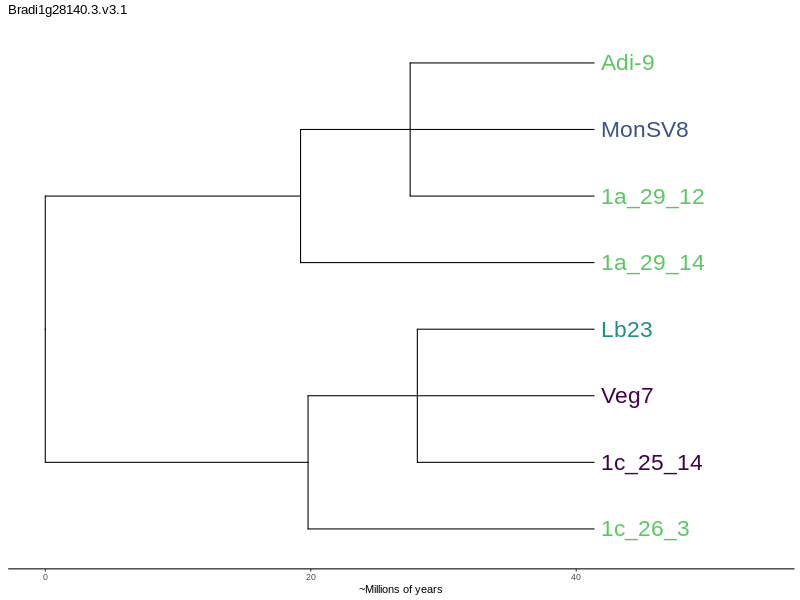 Bradi1g28140.3.v3.1
Adi-9
MonSV8
1a_29_12
1a_29_14
Lb23
Veg7
1c_25_14
1c_26_3
0 20 40
~Millions of years